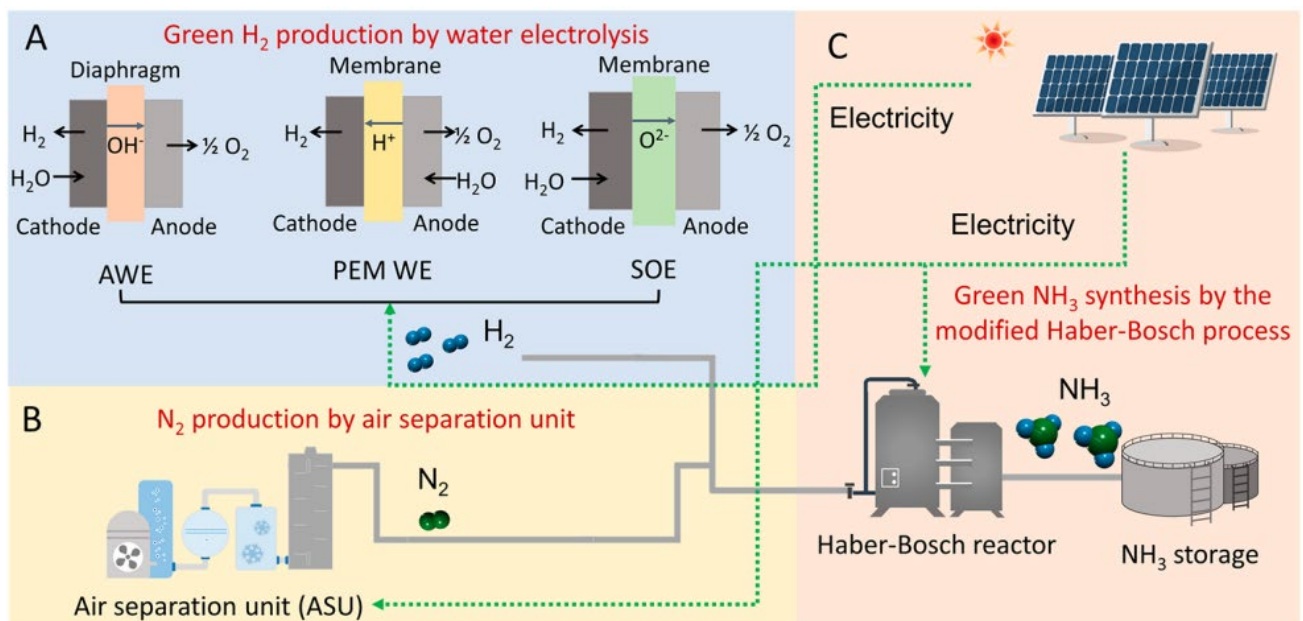 A
Green H₂ production by water electrolysis
Diaphragm
H₂
OH⁻
½ O₂
H₂O
Cathode
Anode
AWE
Membrane
H₂
H⁺
½ O₂
H₂O
Cathode
Anode
PEM WE
Membrane
H₂
O²⁻
½ O₂
H₂O
Cathode
Anode
SOE
H₂
B
N₂ production by air separation unit
N₂
Air separation unit (ASU)
C
Electricity
Electricity
Green NH₃ synthesis by the
modified Haber-Bosch process
NH₃
Haber-Bosch reactor
NH₃ storage